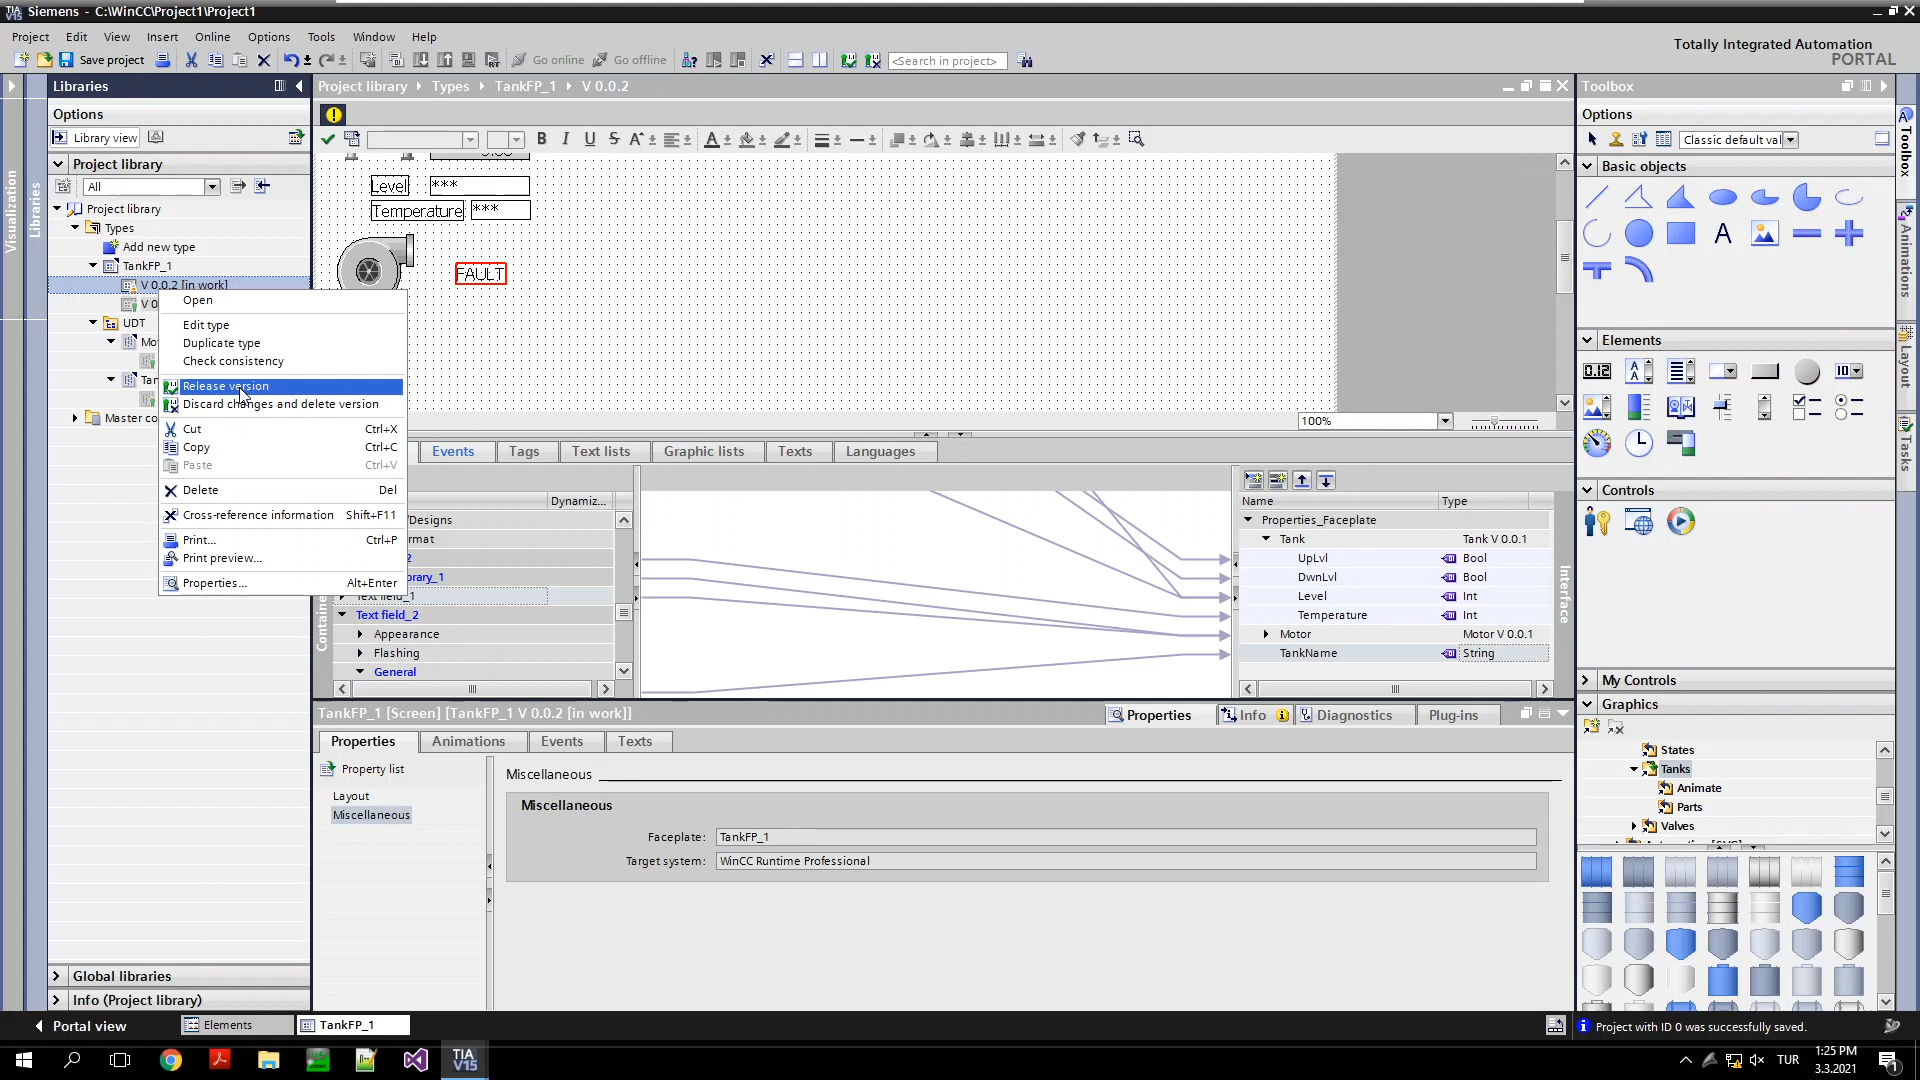 Siemens - C:\WinCC\Project1\Project1
Project Edit View Insert Online Options Tools Window Help
Totally Integrated Automation
PORTAL
Save project
Go online
Go offline
<Search in project>
Libraries
Project library › Types › TankFP_1 › V 0.0.2
Toolbox
Options
Options
Library view
Classic default val
Project library
Basic objects
All
Project library
Types
Add new type
TankFP_1
V 0.0.2 [in work]
V 0
UDT
Mo
Tan
Master co
Open
Edit type
Duplicate type
Check consistency
Release version
Discard changes and delete version
Cut Ctrl+X
Copy Ctrl+C
Paste Ctrl+V
Delete Del
Cross-reference information Shift+F11
Print... Ctrl+P
Print preview...
Properties... Alt+Enter
Level ***
Temperature ***
FAULT
100%
Events Tags Text lists Graphic lists Texts Languages
Dynamiz...
/Designs
ormat
2
brary_1
Text field_1
Text field_2
Appearance
Flashing
General
Name Type
Properties_Faceplate
Tank Tank V 0.0.1
UpLvl Bool
DwnLvl Bool
Level Int
Temperature Int
Motor Motor V 0.0.1
TankName String
Interface
Containe
Elements
Controls
My Controls
Graphics
States
Tanks
Animate
Parts
Valves
TankFP_1 [Screen] [TankFP_1 V 0.0.2 [in work]]
Properties Info Diagnostics Plug-ins
Properties Animations Events Texts
Property list
Layout
Miscellaneous
Miscellaneous
Miscellaneous
Faceplate: TankFP_1
Target system: WinCC Runtime Professional
Visualization
Libraries
Toolbox
Animations
Layout
Tasks
Global libraries
Info (Project library)
Portal view
Elements
TankFP_1
Project with ID 0 was successfully saved.
TIA
V15
TUR
1:25 PM
3.3.2021
1